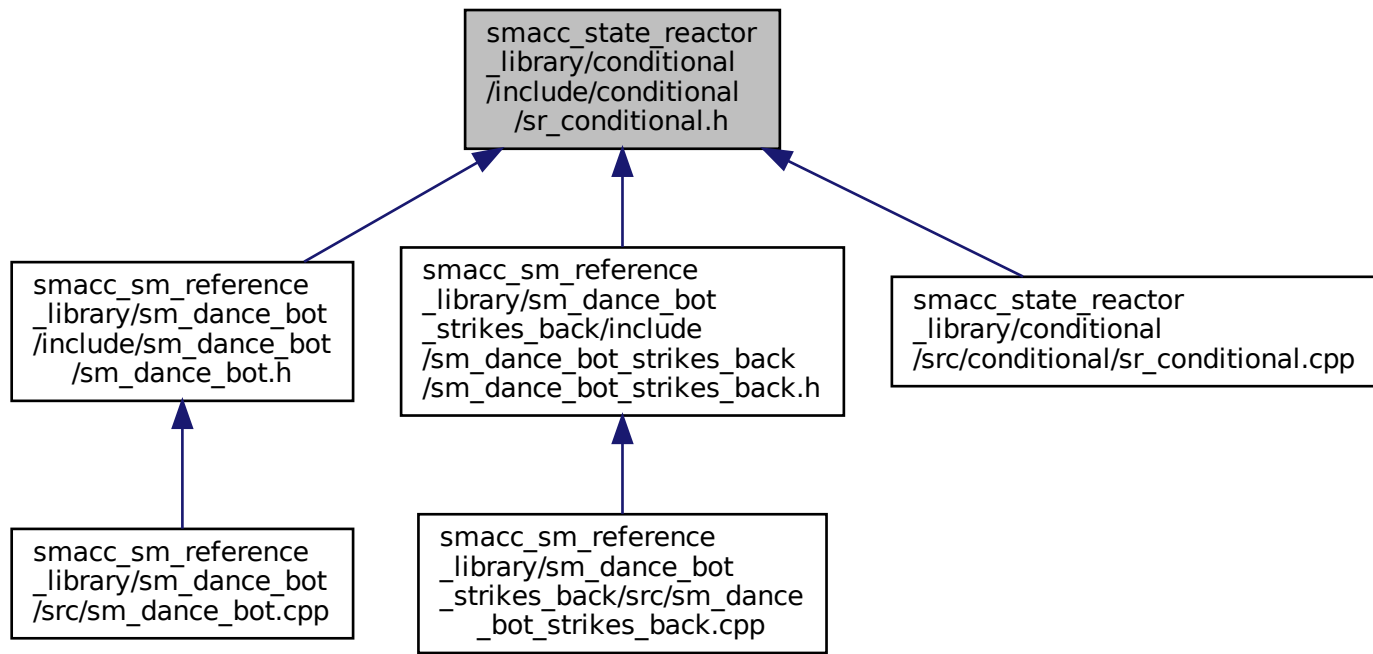 smacc_state_reactor
_library/conditional
/include/conditional
/sr_conditional.h
smacc_sm_reference
_library/sm_dance_bot
/include/sm_dance_bot
/sm_dance_bot.h
smacc_sm_reference
_library/sm_dance_bot
_strikes_back/include
/sm_dance_bot_strikes_back
/sm_dance_bot_strikes_back.h
smacc_state_reactor
_library/conditional
/src/conditional/sr_conditional.cpp
smacc_sm_reference
_library/sm_dance_bot
/src/sm_dance_bot.cpp
smacc_sm_reference
_library/sm_dance_bot
_strikes_back/src/sm_dance
_bot_strikes_back.cpp